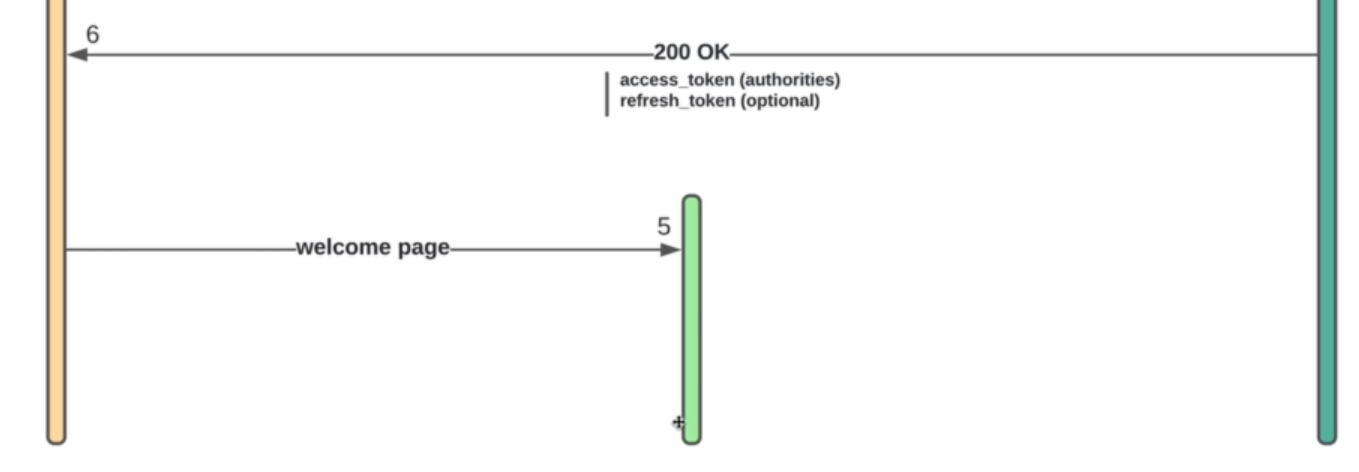 6
200 OK
access_token (authorities)
refresh_token (optional)
5
welcome page